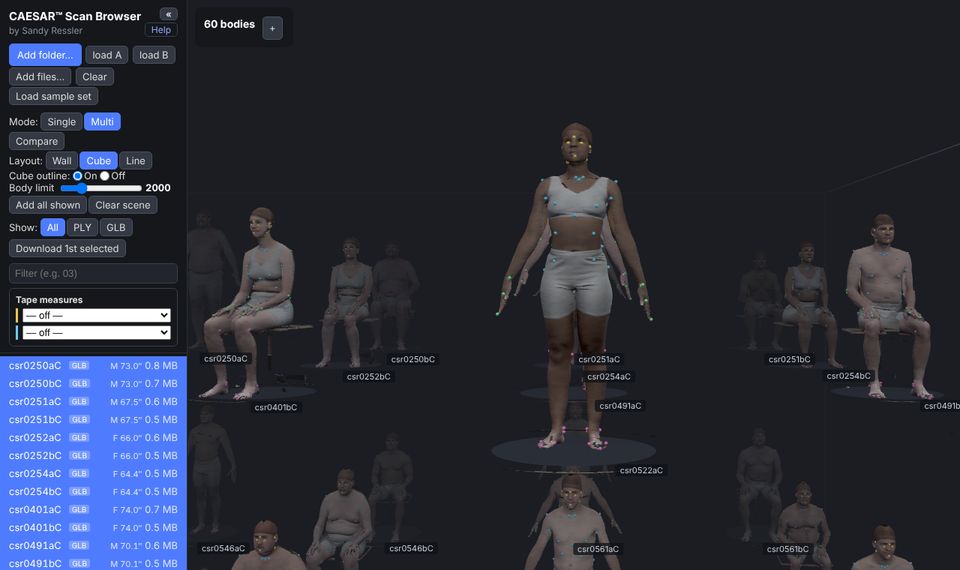 CAESAR™ Scan Browser «
by Sandy Ressler Help
Add folder... load A load B
Add files... Clear
Load sample set
Mode: Single Multi
Compare
Layout: Wall Cube Line
Cube outline: On Off
Body limit 2000
Add all shown Clear scene
Show: All PLY GLB
Download 1st selected
Filter (e.g. 03)
Tape measures
— off —
— off —
csr0250aC GLB M 73.0" 0.8 MB
csr0250bC GLB M 73.0" 0.7 MB
csr0251aC GLB M 67.5" 0.6 MB
csr0251bC GLB M 67.5" 0.5 MB
csr0252aC GLB F 66.0" 0.6 MB
csr0252bC GLB F 66.0" 0.5 MB
csr0254aC GLB F 64.4" 0.5 MB
csr0254bC GLB F 64.4" 0.5 MB
csr0401aC GLB F 74.0" 0.7 MB
csr0401bC GLB F 74.0" 0.5 MB
csr0491aC GLB M 70.1" 0.6 MB
csr0491bC GLB M 70.1" 0.5 MB
60 bodies +
csr0250aC csr0250bC csr0251aC csr0251bC
csr0252bC csr0254aC csr0254bC
csr0401bC csr0491aC csr0491b
csr0522aC
csr0546aC csr0546bC csr0561aC csr0561bC